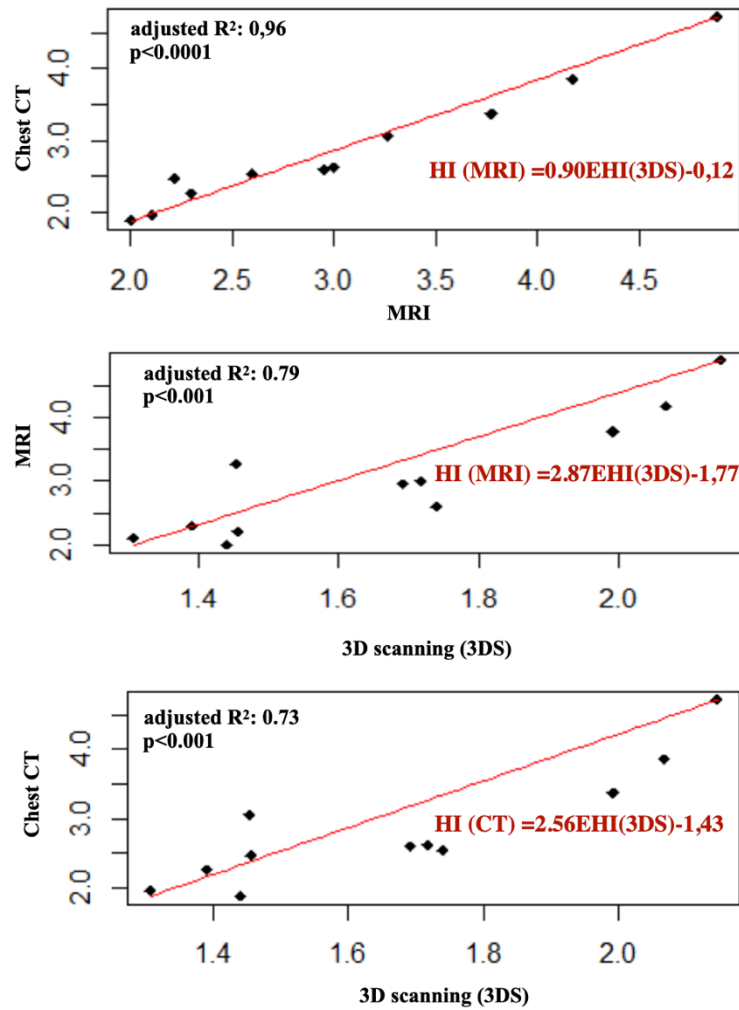 adjusted R²: 0,96
p<0.0001
Chest CT
4.0
3.0
2.0
HI (MRI) =0.90EHI(3DS)-0,12
2.0 2.5 3.0 3.5 4.0 4.5
MRI
adjusted R²: 0.79
p<0.001
MRI
4.0
3.0
2.0
HI (MRI) =2.87EHI(3DS)-1,77
1.4 1.6 1.8 2.0
3D scanning (3DS)
adjusted R²: 0.73
p<0.001
Chest CT
4.0
3.0
2.0
HI (CT) =2.56EHI(3DS)-1,43
1.4 1.6 1.8 2.0
3D scanning (3DS)